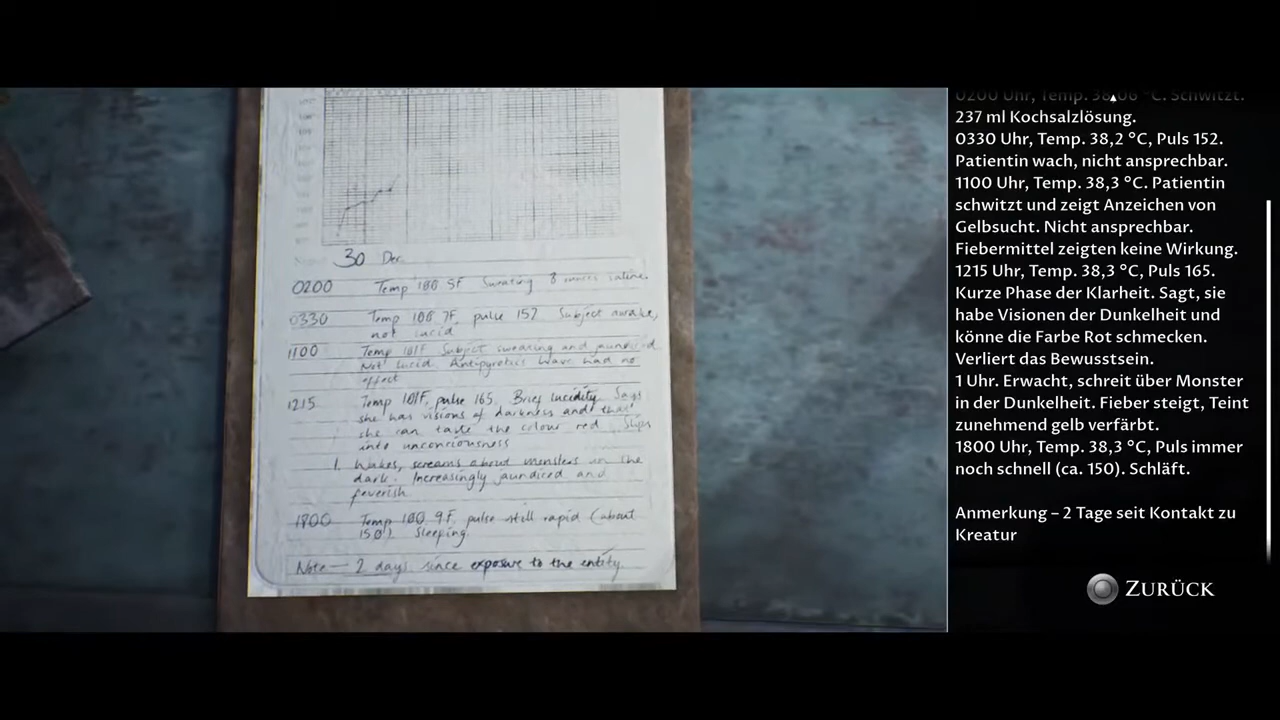 30 Dec
0200 Temp 100 9F Sweating 8 ounces saline.
0330 Temp 100 7F, pulse 152 Subject awake,
not lucid
1100 Temp 101F Subject sweating and jaundiced
Not lucid Antipyretics have had no
effect
1215 Temp 101F, pulse 165, Brief lucidity Says
she has visions of darkness and that
she can taste the colour red. Slips
into unconciousness
1. Wakes, screams about monsters in the
dark. Increasingly jaundiced and
feverish.
1800 Temp 100 9F, pulse still rapid (about
150). Sleeping.
Note — 2 days since exposure to the entity
0200 Uhr, Temp. 38,06 °C. Schwitzt.
237 ml Kochsalzlösung.
0330 Uhr, Temp. 38,2 °C, Puls 152.
Patientin wach, nicht ansprechbar.
1100 Uhr, Temp. 38,3 °C. Patientin
schwitzt und zeigt Anzeichen von
Gelbsucht. Nicht ansprechbar.
Fiebermittel zeigten keine Wirkung.
1215 Uhr, Temp. 38,3 °C, Puls 165.
Kurze Phase der Klarheit. Sagt, sie
habe Visionen der Dunkelheit und
könne die Farbe Rot schmecken.
Verliert das Bewusstsein.
1 Uhr. Erwacht, schreit über Monster
in der Dunkelheit. Fieber steigt, Teint
zunehmend gelb verfärbt.
1800 Uhr, Temp. 38,3 °C, Puls immer
noch schnell (ca. 150). Schläft.
Anmerkung – 2 Tage seit Kontakt zu
Kreatur
ZURÜCK